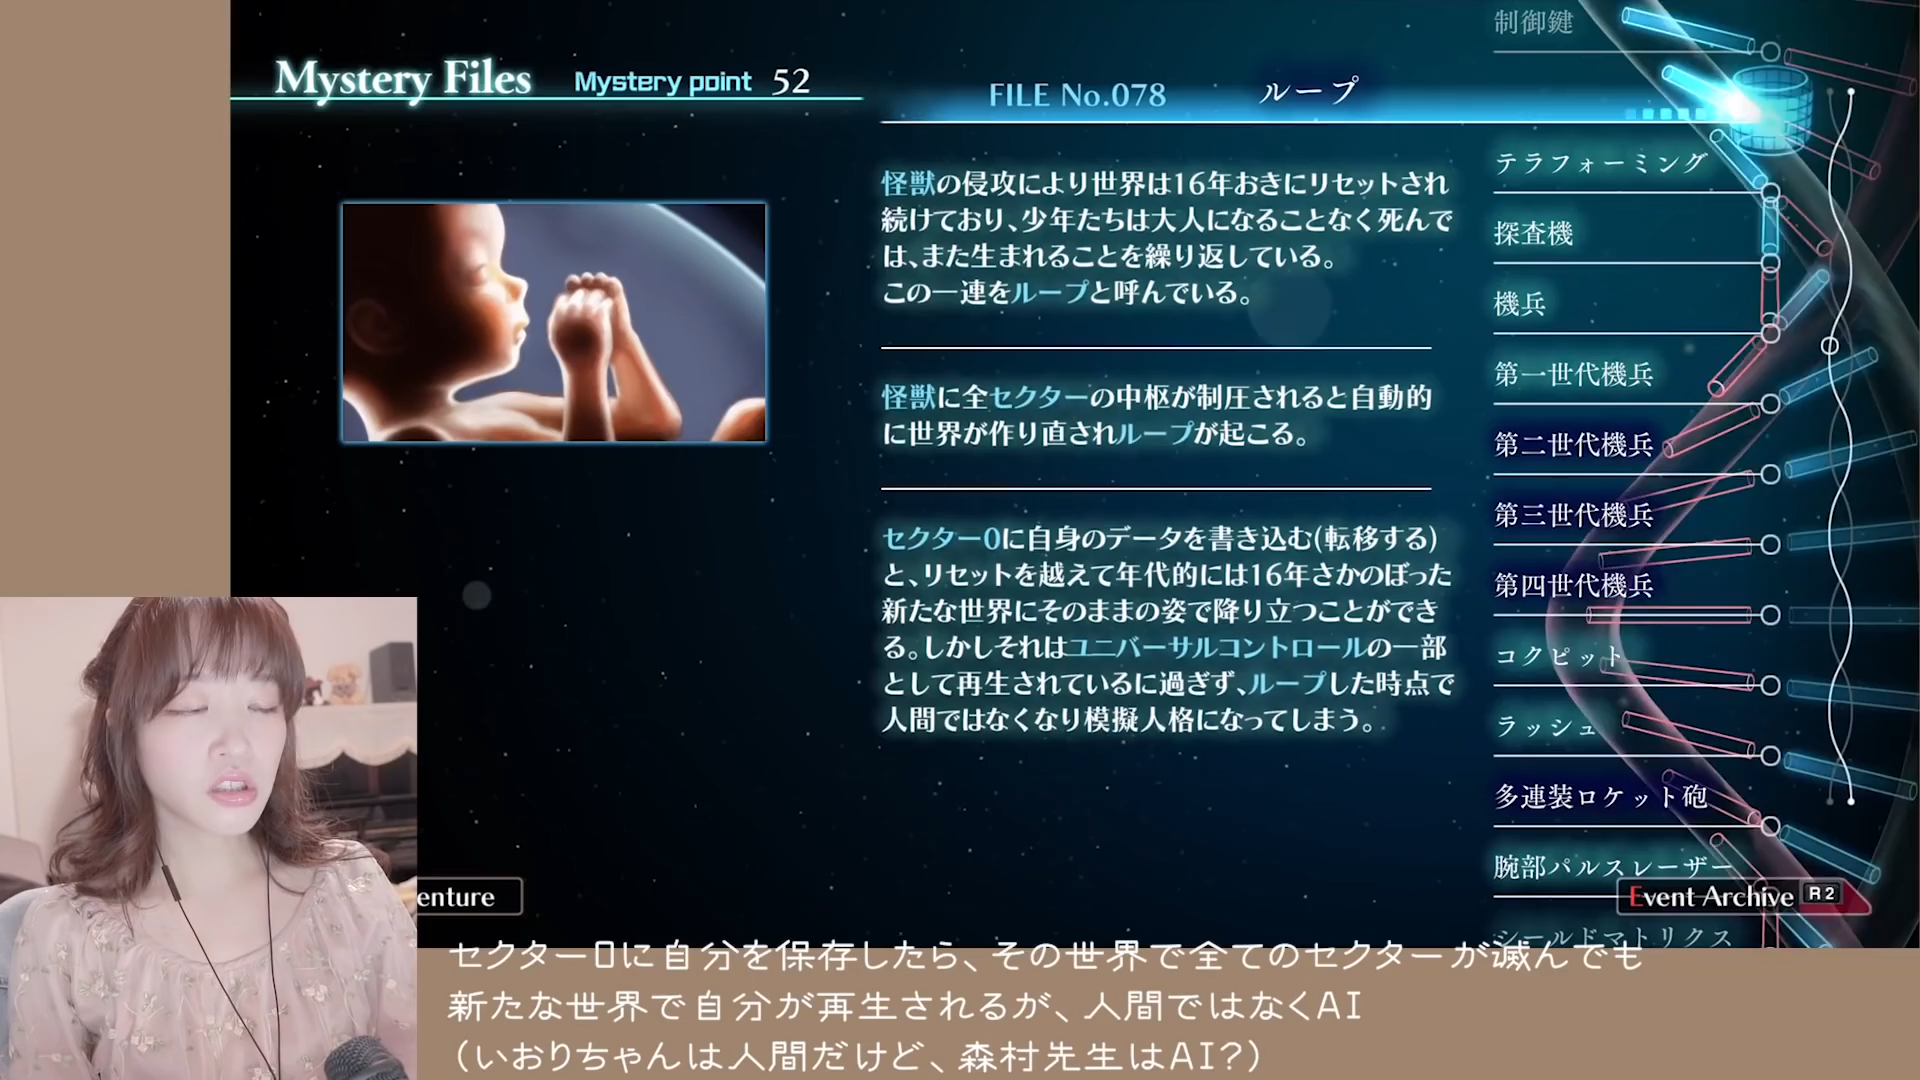 Mystery Files Mystery point 52
FILE No.078 ループ
怪獣の侵攻により世界は16年おきにリセットされ
続けており、少年たちは大人になることなく死んで
は、また生まれることを繰り返している。
この一連をループと呼んでいる。
怪獣に全セクターの中枢が制圧されると自動的
に世界が作り直されループが起こる。
セクター0に自身のデータを書き込む(転移する)
と、リセットを越えて年代的には16年さかのぼった
新たな世界にそのままの姿で降り立つことができ
る。しかしそれはユニバーサルコントロールの一部
として再生されているに過ぎず、ループした時点で
人間ではなくなり模擬人格になってしまう。
制御鍵
テラフォーミング
探査機
機兵
第一世代機兵
第二世代機兵
第三世代機兵
第四世代機兵
コクピット
ラッシュ
多連装ロケット砲
腕部パルスレーザー
シールドマトリクス
enture
Event Archive R2
セクター0に自分を保存したら、その世界で全てのセクターが滅んでも
新たな世界で自分が再生されるが、人間ではなくAI
(いおりちゃんは人間だけど、森村先生はAI?)